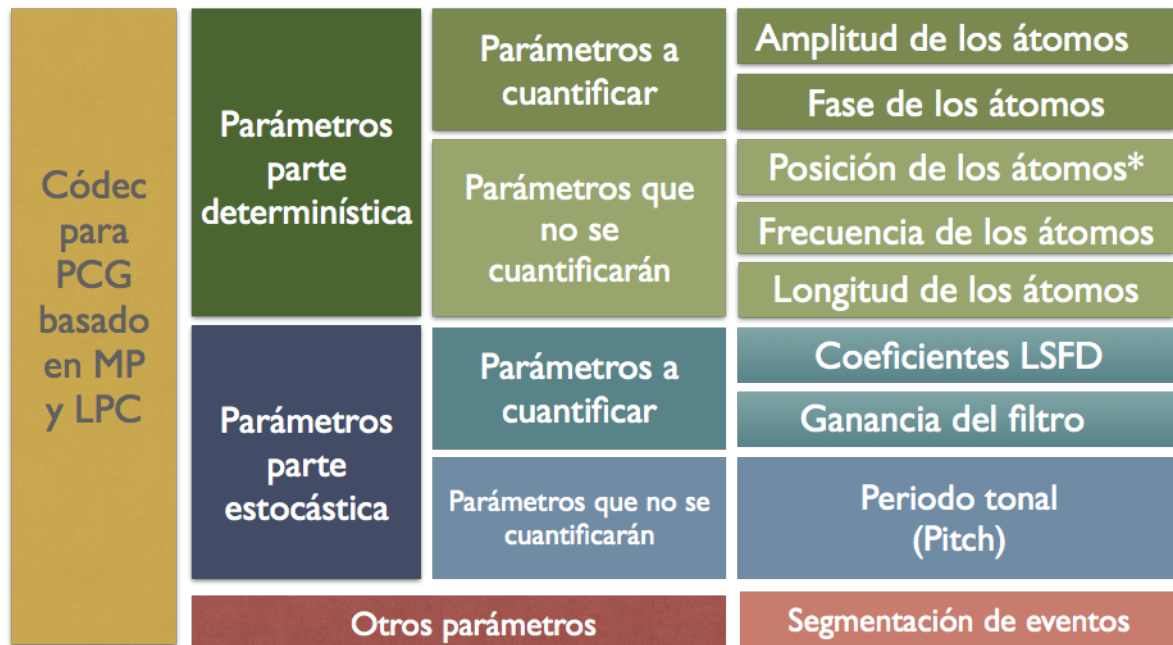 Códec
para
PCG
basado
en MP
y LPC
Parámetros
parte
determinística
Parámetros a
cuantificar
Amplitud de los átomos
Fase de los átomos
Parámetros que
no se
cuantificarán
Posición de los átomos*
Frecuencia de los átomos
Longitud de los átomos
Parámetros
parte
estocástica
Parámetros a
cuantificar
Coeficientes LSFD
Ganancia del filtro
Parámetros que no se
cuantificarán
Periodo tonal
(Pitch)
Otros parámetros
Segmentación de eventos